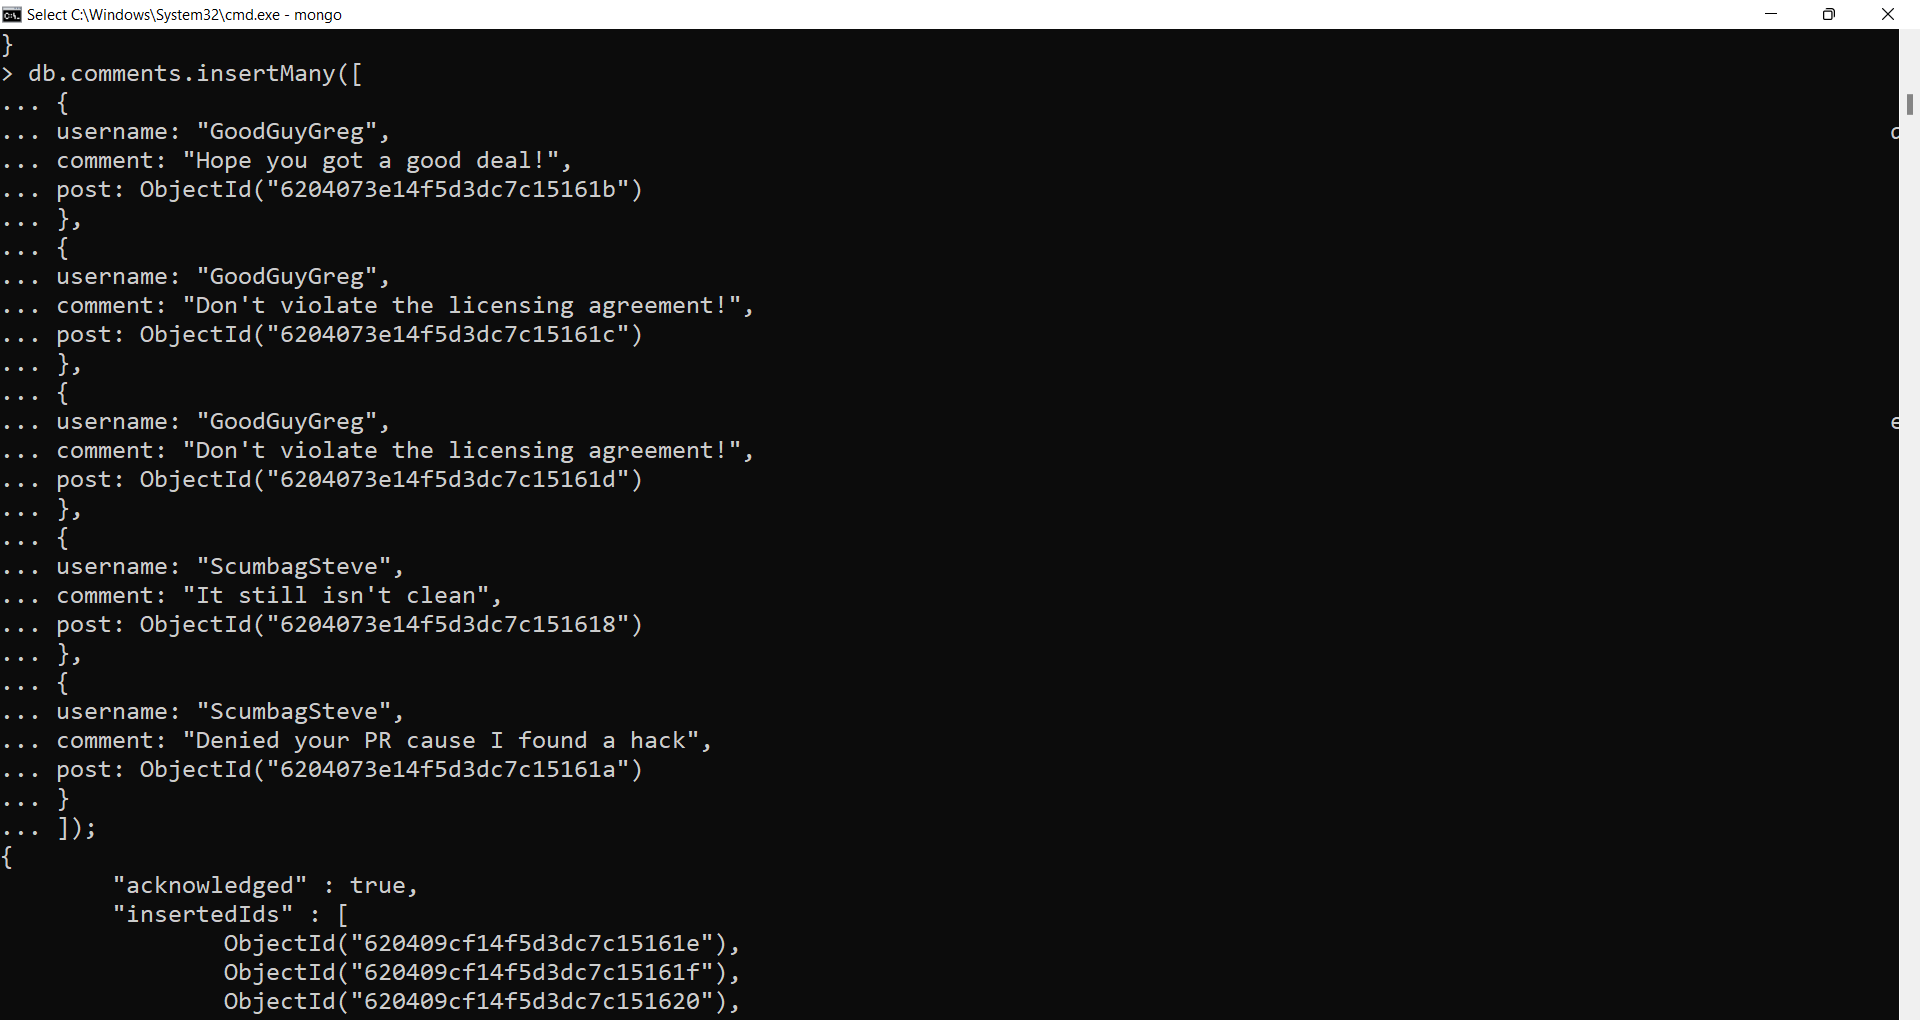 Select C:\Windows\System32\cmd.exe - mongo
}
> db.comments.insertMany([
... {
... username: "GoodGuyGreg",
... comment: "Hope you got a good deal!",
... post: ObjectId("6204073e14f5d3dc7c15161b")
... },
... {
... username: "GoodGuyGreg",
... comment: "Don't violate the licensing agreement!",
... post: ObjectId("6204073e14f5d3dc7c15161c")
... },
... {
... username: "GoodGuyGreg",
... comment: "Don't violate the licensing agreement!",
... post: ObjectId("6204073e14f5d3dc7c15161d")
... },
... {
... username: "ScumbagSteve",
... comment: "It still isn't clean",
... post: ObjectId("6204073e14f5d3dc7c151618")
... },
... {
... username: "ScumbagSteve",
... comment: "Denied your PR cause I found a hack",
... post: ObjectId("6204073e14f5d3dc7c15161a")
... }
... ]);
{
"acknowledged" : true,
"insertedIds" : [
ObjectId("620409cf14f5d3dc7c15161e"),
ObjectId("620409cf14f5d3dc7c15161f"),
ObjectId("620409cf14f5d3dc7c151620"),